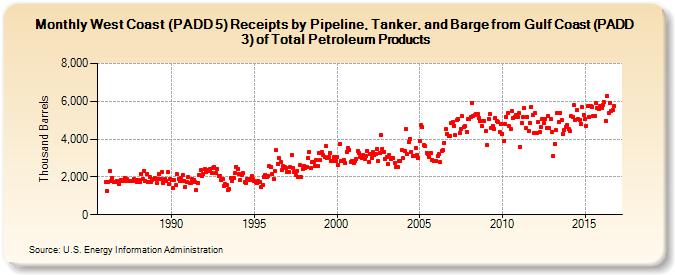 Monthly West Coast (PADD 5) Receipts by Pipeline, Tanker, and Barge from Gulf Coast (PADD
3) of Total Petroleum Products
Thousand Barrels
8,000
6,000
4,000
2,000
0
1990
1995
2000
2005
2010
2015
Source: U.S. Energy Information Administration